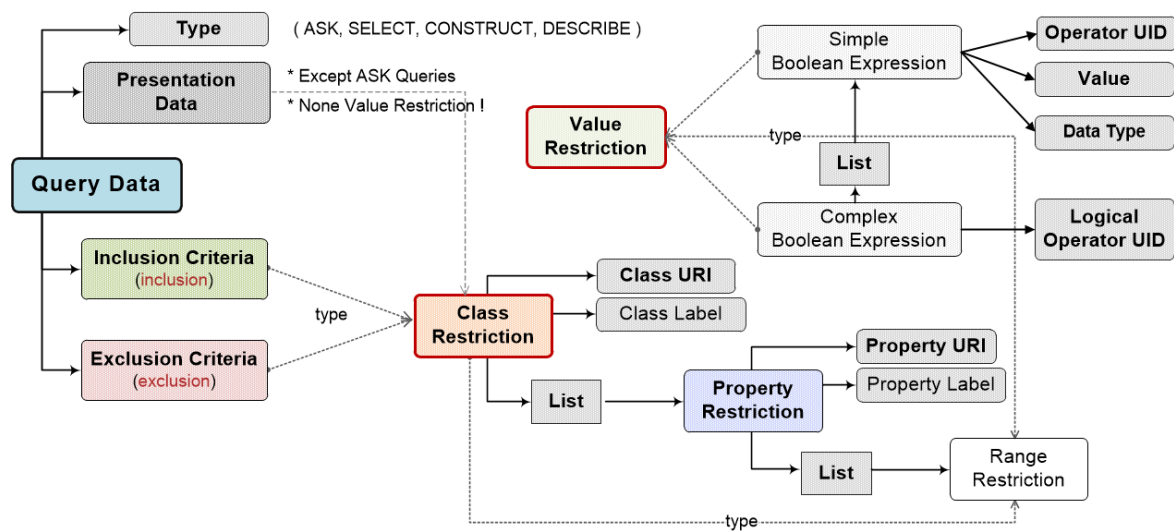 Type
( ASK, SELECT, CONSTRUCT, DESCRIBE )
Presentation
Data
* Except ASK Queries
* None Value Restriction !
Query Data
Inclusion Criteria
(inclusion)
Exclusion Criteria
(exclusion)
type
Class
Restriction
Class URI
Class Label
List
Property
Restriction
Property URI
Property Label
List
Range
Restriction
type
Value
Restriction
type
Simple
Boolean Expression
List
Complex
Boolean Expression
Operator UID
Value
Data Type
Logical
Operator UID